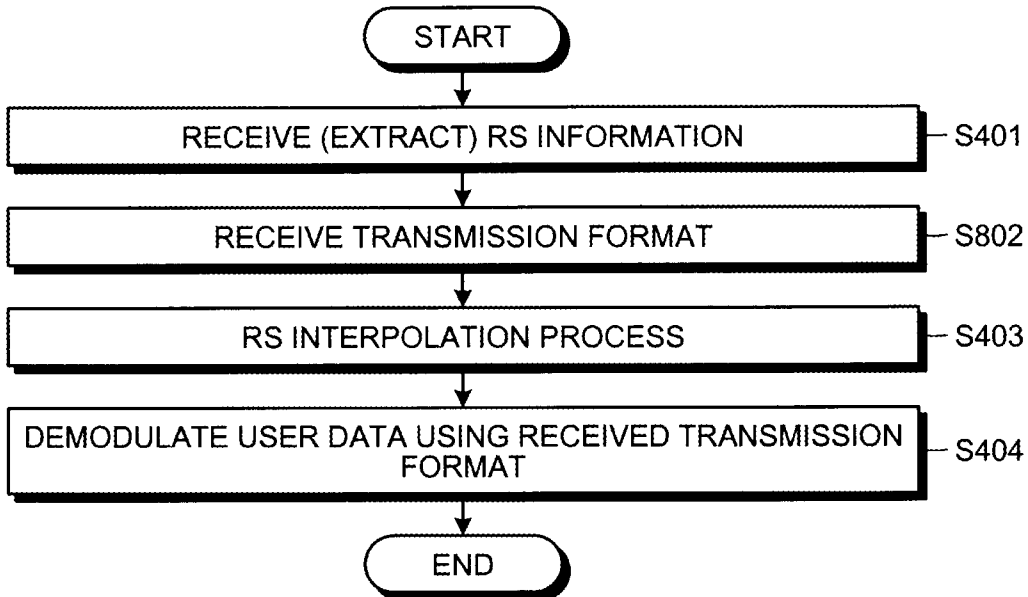 START
RECEIVE (EXTRACT) RS INFORMATION
S401
RECEIVE TRANSMISSION FORMAT
S802
RS INTERPOLATION PROCESS
S403
DEMODULATE USER DATA USING RECEIVED TRANSMISSION
FORMAT
S404
END